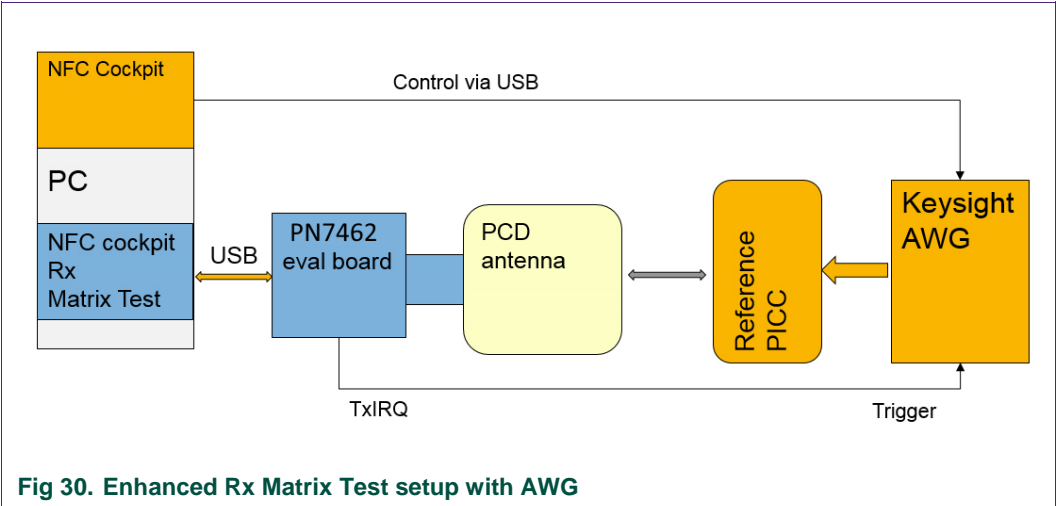 NFC Cockpit
Control via USB
PC
NFC cockpit
Rx
Matrix Test
USB
PN7462
eval board
PCD
antenna
Reference
PICC
Keysight
AWG
TxIRQ
Trigger
Fig 30. Enhanced Rx Matrix Test setup with AWG